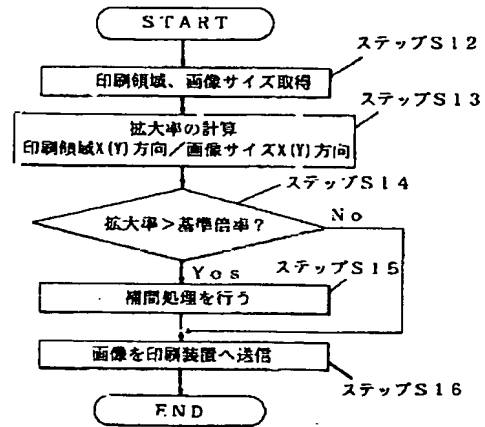 START
ステップS12
印刷領域、画像サイズ取得
ステップS13
拡大率の計算
印刷領域X(Y)方向／画像サイズX(Y)方向
ステップS14
拡大率＞基準倍率？
No
Yes
ステップS15
補間処理を行う
画像を印刷装置へ送信
ステップS16
END